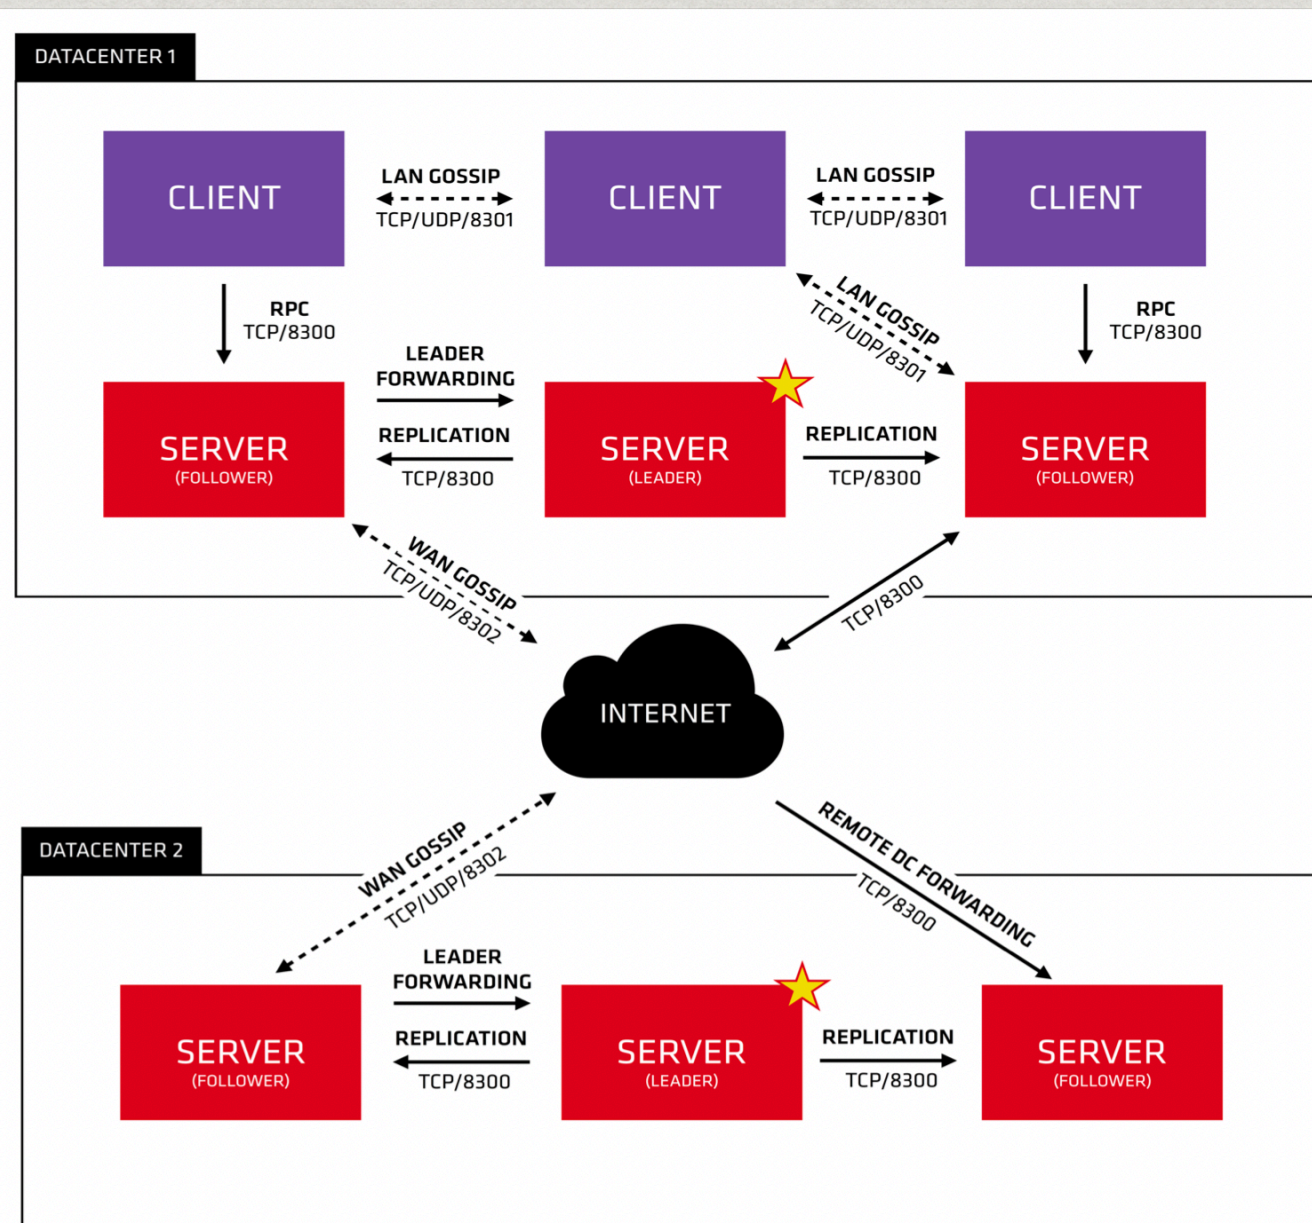 DATACENTER 1
CLIENT
LAN GOSSIP
TCP/UDP/8301
CLIENT
LAN GOSSIP
TCP/UDP/8301
CLIENT
RPC
TCP/8300
LAN GOSSIP
TCP/UDP/8301
RPC
TCP/8300
SERVER
(FOLLOWER)
LEADER
FORWARDING
REPLICATION
TCP/8300
SERVER
(LEADER)
REPLICATION
TCP/8300
SERVER
(FOLLOWER)
WAN GOSSIP
TCP/UDP/8302
TCP/8300
INTERNET
DATACENTER 2
WAN GOSSIP
TCP/UDP/8302
REMOTE DC FORWARDING
TCP/8300
SERVER
(FOLLOWER)
LEADER
FORWARDING
REPLICATION
TCP/8300
SERVER
(LEADER)
REPLICATION
TCP/8300
SERVER
(FOLLOWER)